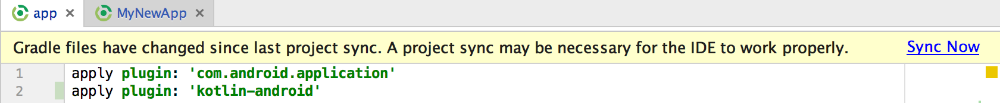 app × MyNewApp ×
Gradle files have changed since last project sync. A project sync may be necessary for the IDE to work properly. Sync Now
1 apply plugin: 'com.android.application'
2 apply plugin: 'kotlin-android'